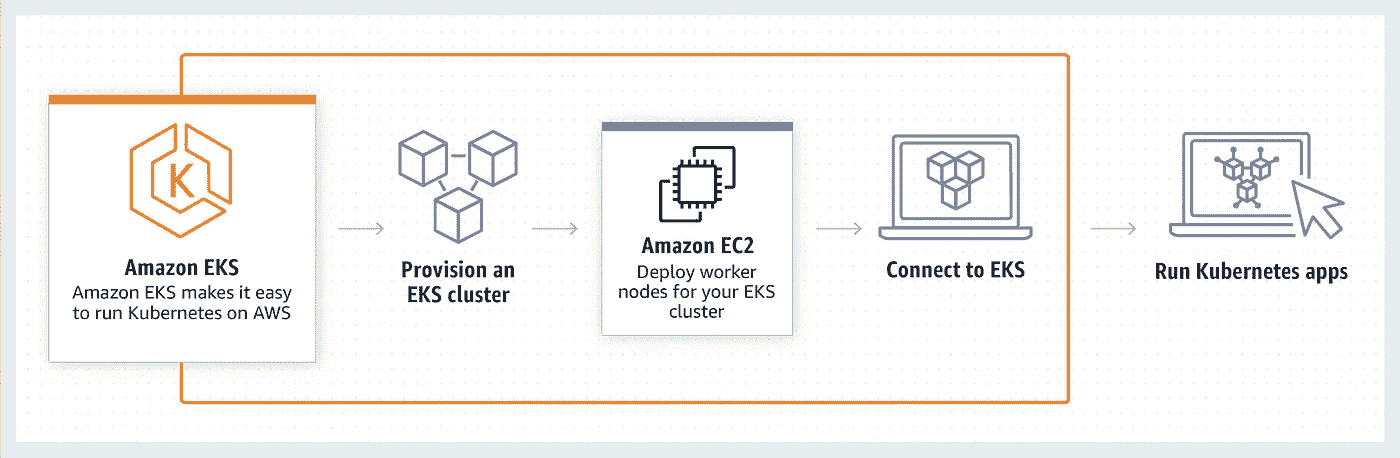 K
Amazon EKS
Amazon EKS makes it easy
to run Kubernetes on AWS
Provision an
EKS cluster
Amazon EC2
Deploy worker
nodes for your EKS
cluster
Connect to EKS
Run Kubernetes apps